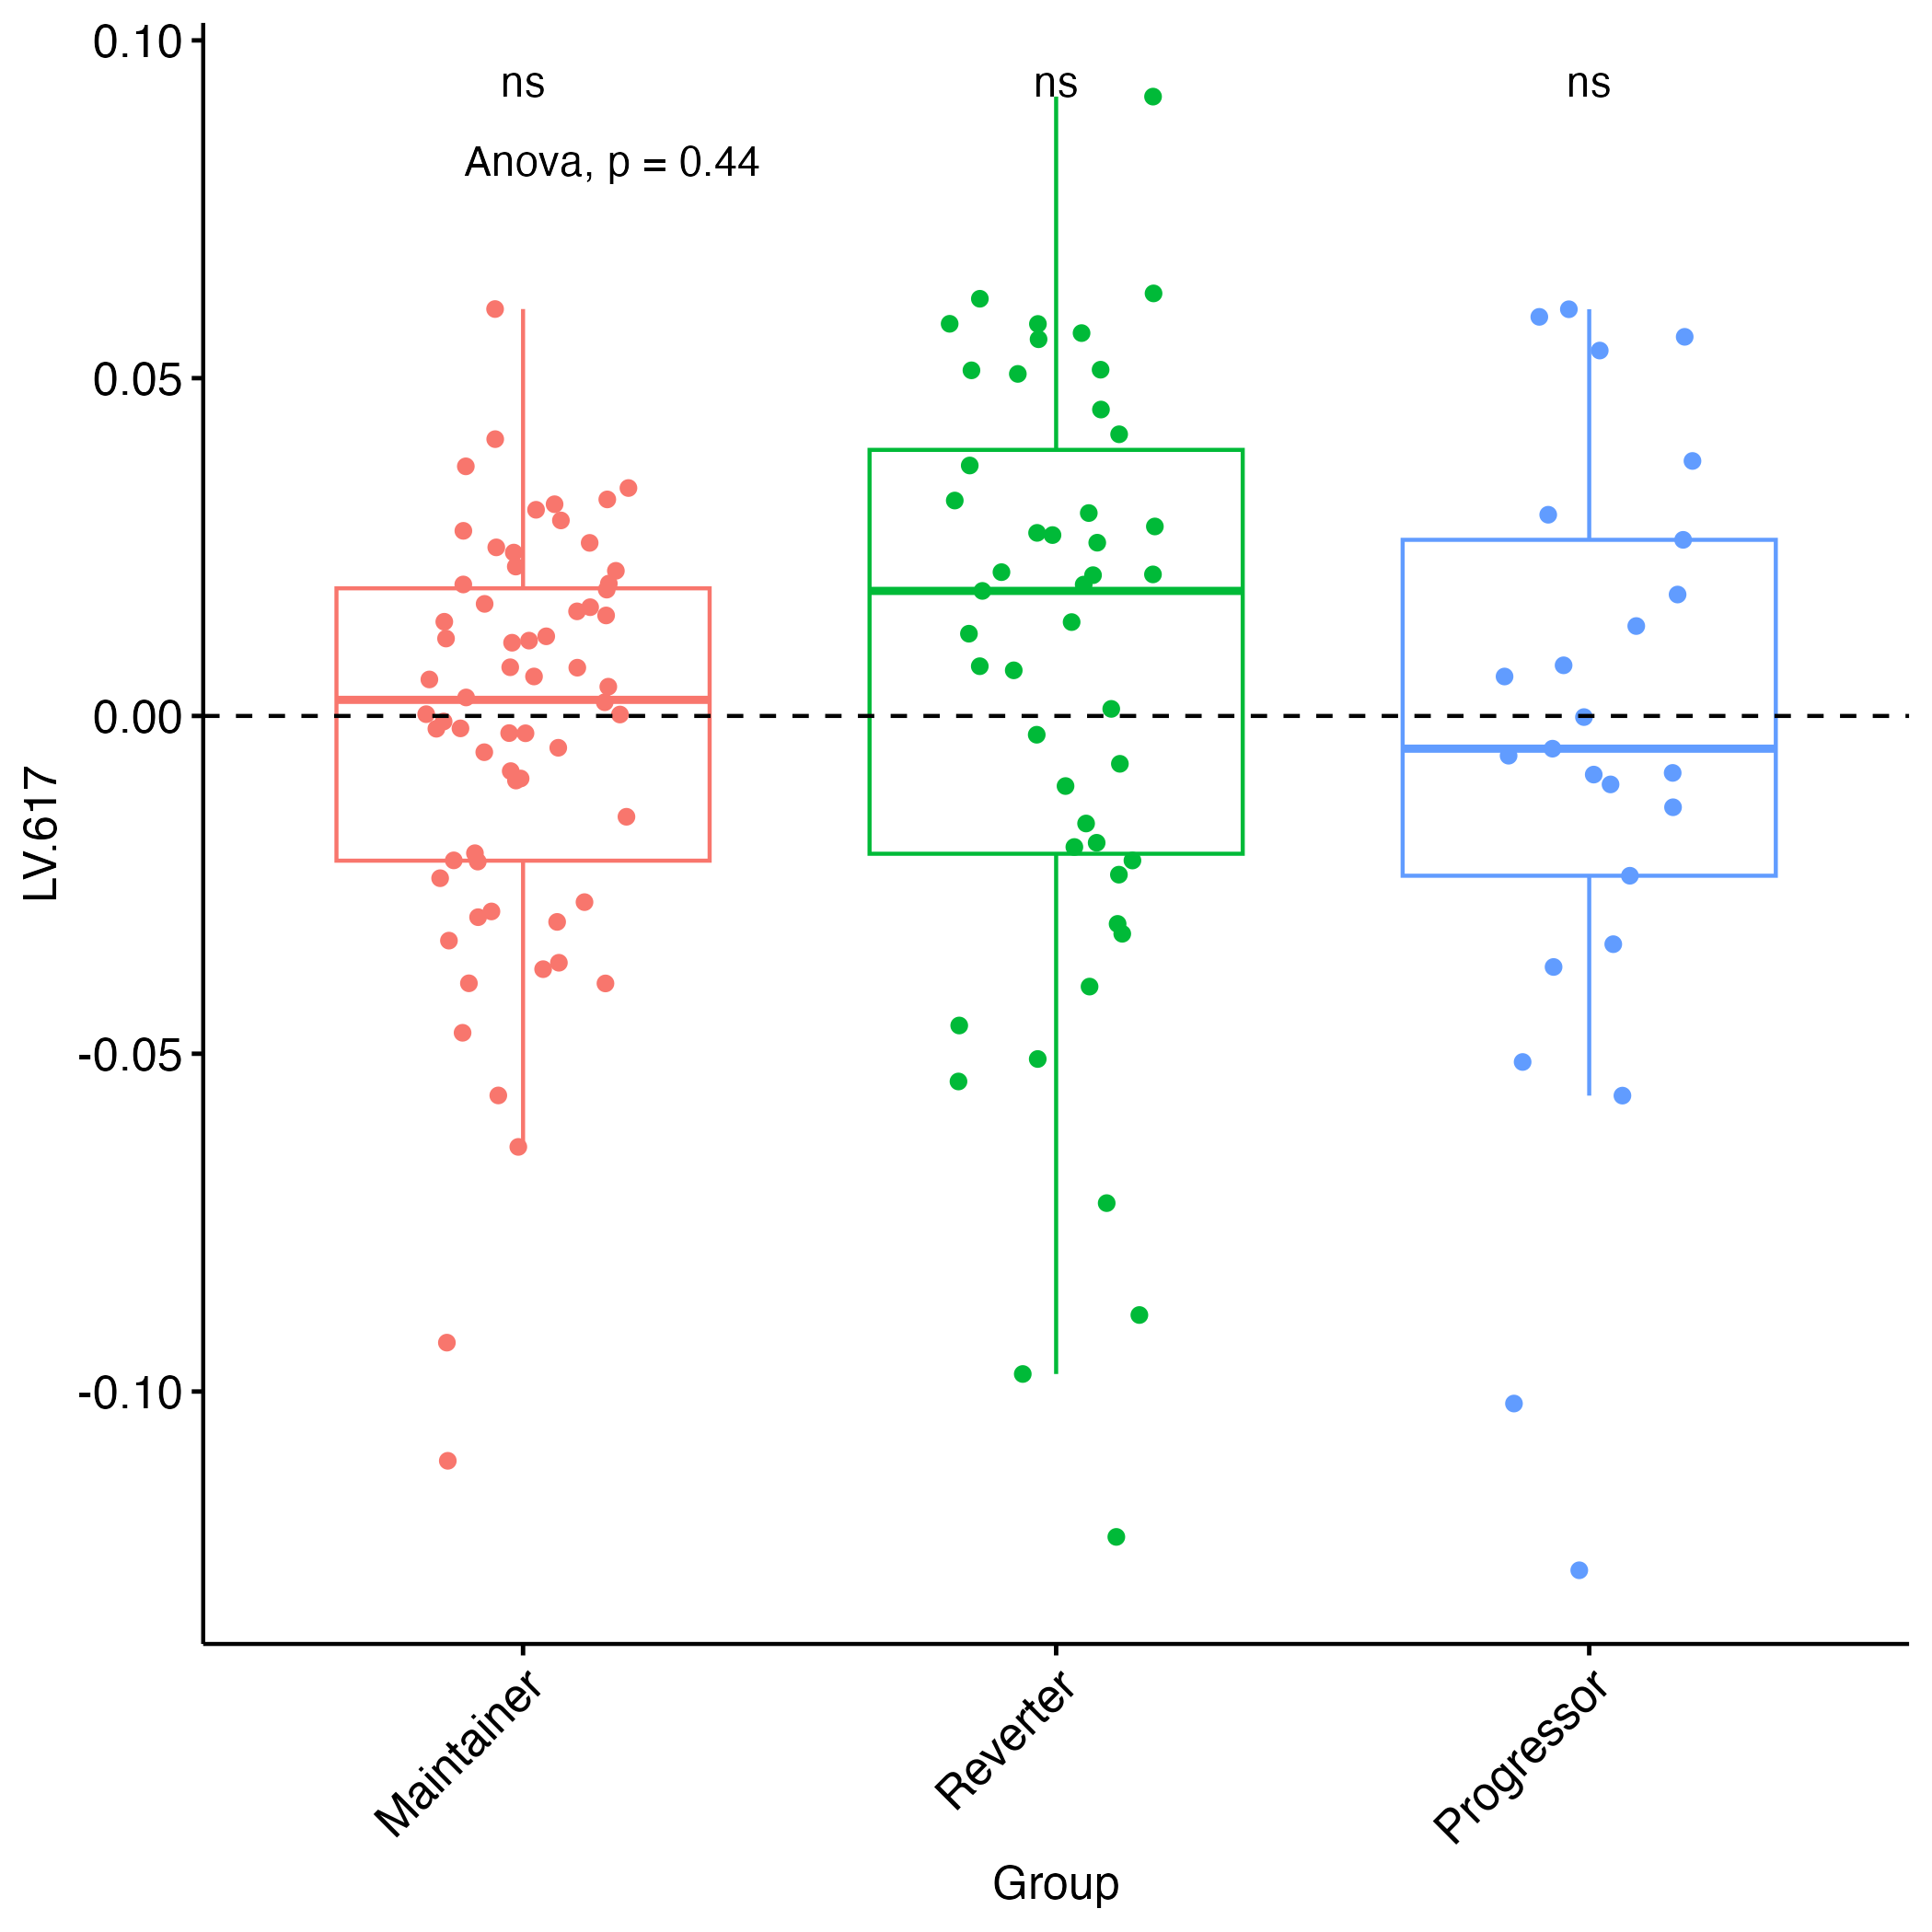 ns ns ns
Anova, p = 0.44
0.10
0.05
0.00
-0.05
-0.10
LV.617
Maintainer Reverter Progressor
Group